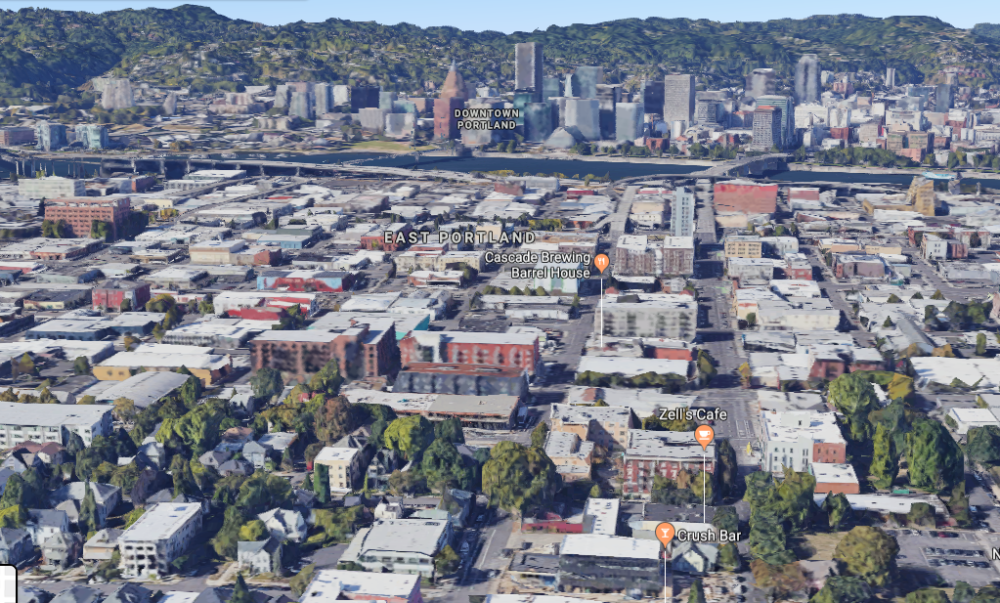 DOWNTOWN
PORTLAND
EAST PORTLAND
Cascade Brewing
Barrel House
Zell's Cafe
Crush Bar
N